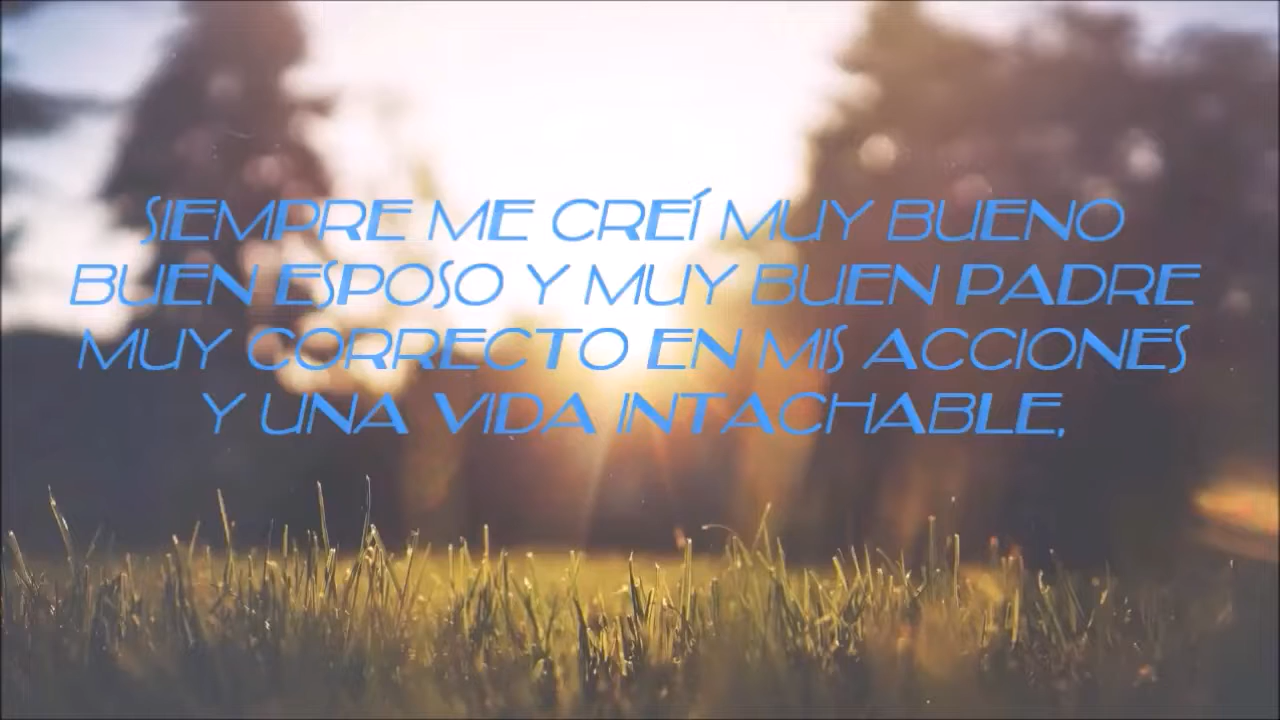 SIEMPRE ME CREÍ MUY BUENO
BUEN ESPOSO Y MUY BUEN PADRE
MUY CORRECTO EN MIS ACCIONES
Y UNA VIDA INTACHABLE,